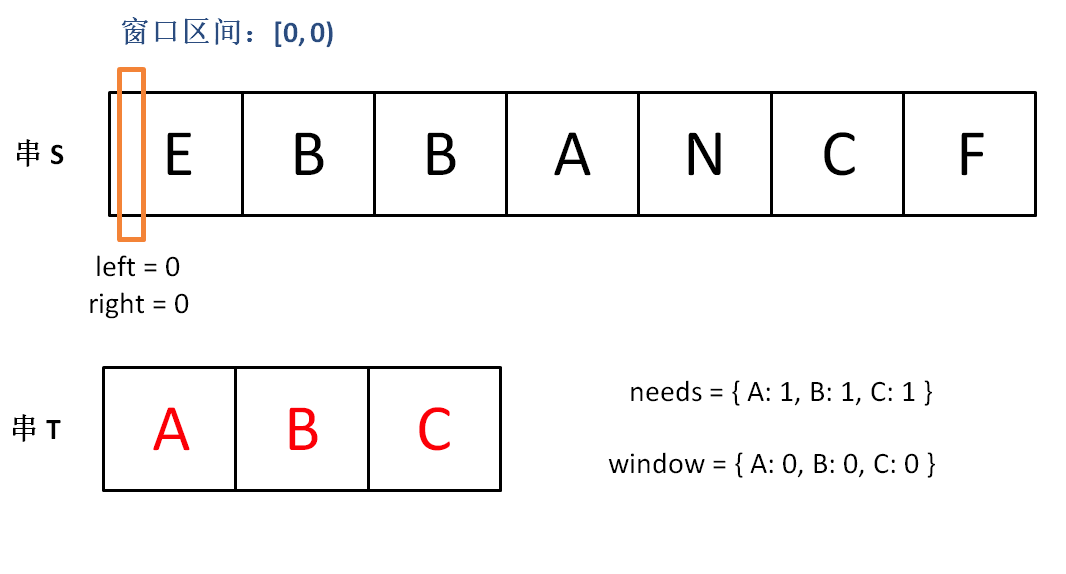 窗口区间：[0, 0)
串 S
E B B A N C F
left = 0
right = 0
串 T
A B C
needs = { A: 1, B: 1, C: 1 }
window = { A: 0, B: 0, C: 0 }